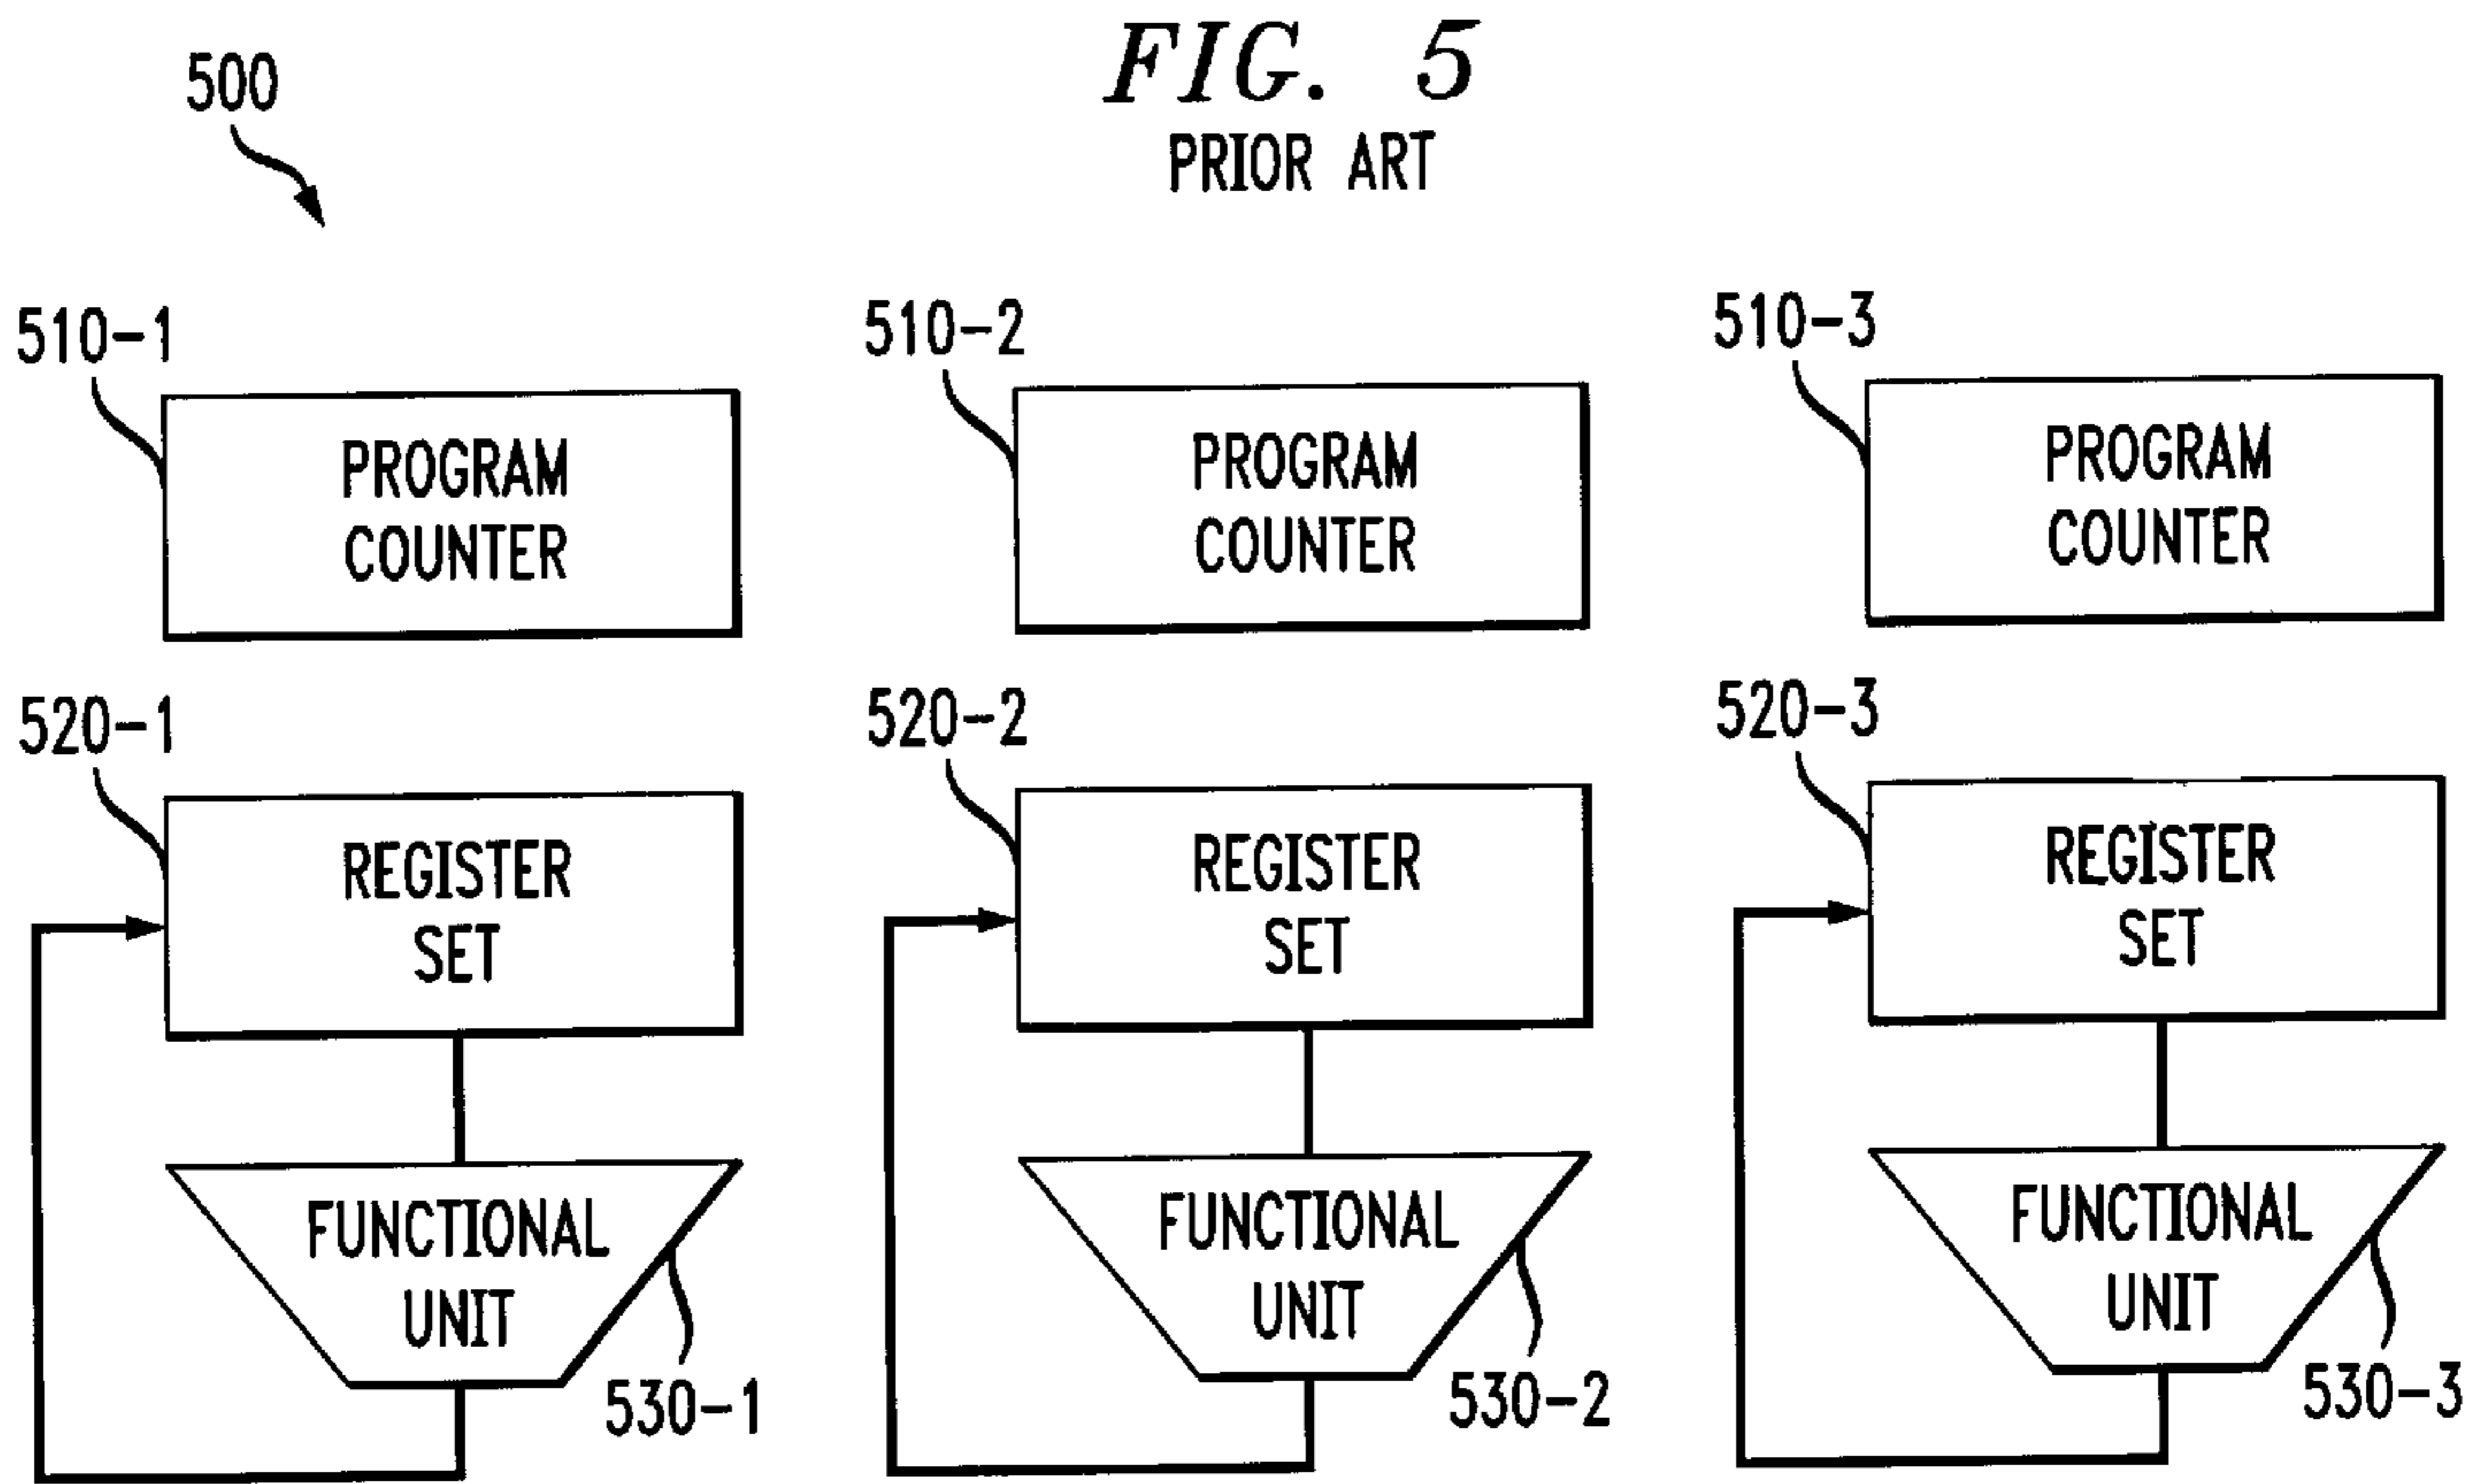 FIG. 5
PRIOR ART
500
510-1
510-2
510-3
PROGRAM
COUNTER
PROGRAM
COUNTER
PROGRAM
COUNTER
520-1
520-2
520-3
REGISTER
SET
REGISTER
SET
REGISTER
SET
FUNCTIONAL
UNIT
FUNCTIONAL
UNIT
FUNCTIONAL
UNIT
530-1
530-2
530-3